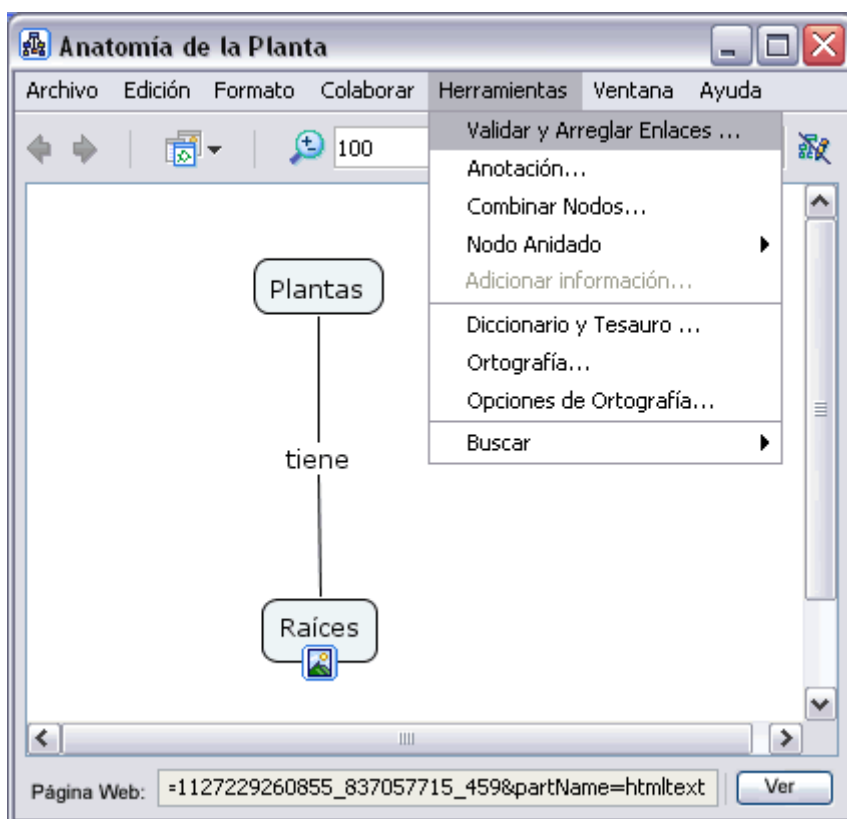 Anatomía de la Planta
Archivo Edición Formato Colaborar Herramientas Ventana Ayuda
100
Validar y Arreglar Enlaces ...
Anotación...
Combinar Nodos...
Nodo Anidado
Adicionar información...
Diccionario y Tesauro ...
Ortografía...
Opciones de Ortografía...
Buscar
Plantas
tiene
Raíces
Página Web: =1127229260855_837057715_459&partName=htmltext Ver